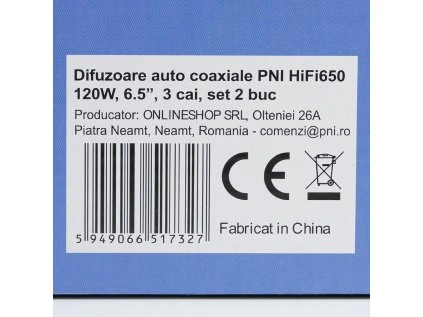 Difuzoare auto coaxiale PNI HiFi650
120W, 6.5”, 3 cai, set 2 buc
Producator: ONLINESHOP SRL, Olteniei 26A
Piatra Neamt, Neamt, Romania - comenzi@pni.ro
CE
Fabricat in China
5 949066 517327